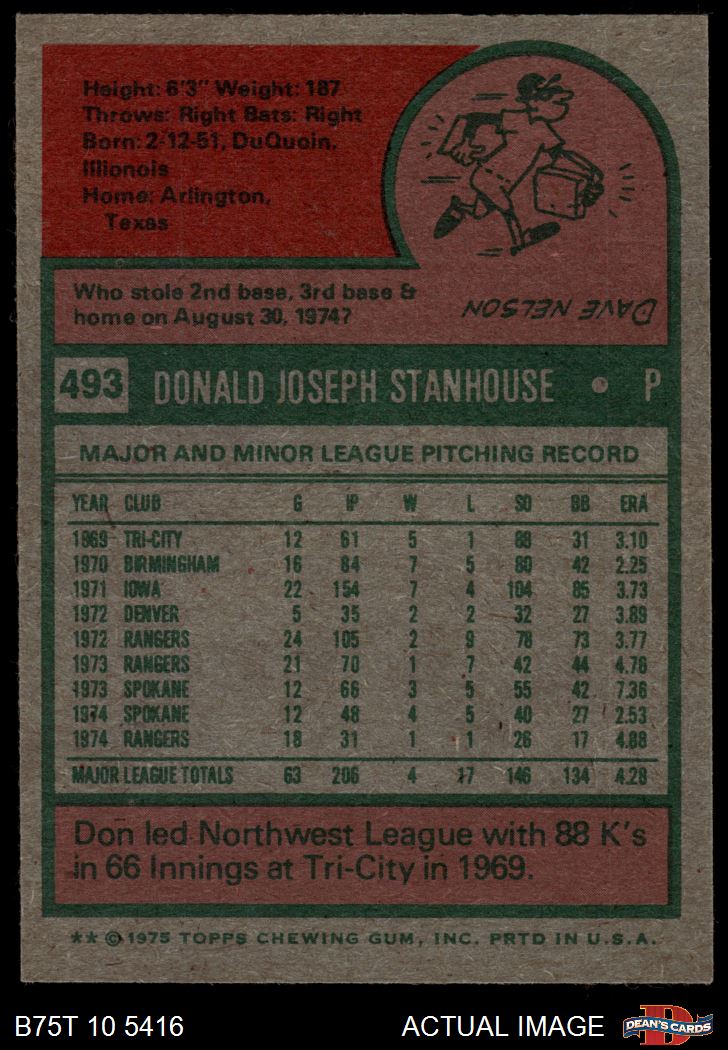 Height: 6'3" Weight: 187
Throws: Right Bats: Right
Born: 2-12-51, DuQuoin,
Illionois
Home: Arlington,
Texas
Who stole 2nd base, 3rd base &
home on August 30, 1974?
DAVE NELSON
493 DONALD JOSEPH STANHOUSE • P
MAJOR AND MINOR LEAGUE PITCHING RECORD
YEAR CLUB G IP W L SO BB ERA
1969 TRI-CITY 12 61 5 1 88 31 3.10
1970 BIRMINGHAM 16 84 7 5 80 42 2.25
1971 IOWA 22 154 7 4 104 85 3.73
1972 DENVER 5 35 2 2 32 27 3.89
1972 RANGERS 24 105 2 9 78 73 3.77
1973 RANGERS 21 70 1 7 42 44 4.76
1973 SPOKANE 12 66 3 5 55 42 7.36
1974 SPOKANE 12 48 4 5 40 27 2.53
1974 RANGERS 18 31 1 1 26 17 4.88
MAJOR LEAGUE TOTALS 63 206 4 17 146 134 4.28
Don led Northwest League with 88 K's
in 66 Innings at Tri-City in 1969.
** © 1975 TOPPS CHEWING GUM, INC. PRTD IN U.S.A.
B75T 10 5416 ACTUAL IMAGE
D
DEAN'S CARDS